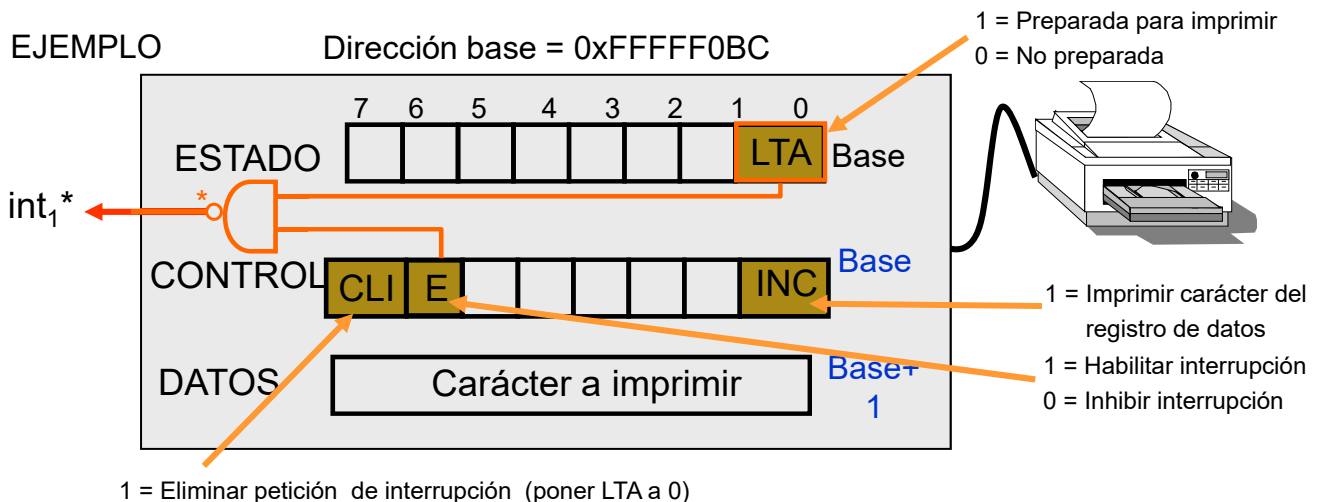 EJEMPLO
Dirección base = 0xFFFFF0BC
1 = Preparada para imprimir
0 = No preparada
7 6 5 4 3 2 1 0
ESTADO
LTA
Base
*
int1*
CONTROL
CLI
E
INC
Base
1 = Imprimir carácter del
registro de datos
1 = Habilitar interrupción
0 = Inhibir interrupción
DATOS
Carácter a imprimir
Base+
1
1 = Eliminar petición de interrupción (poner LTA a 0)